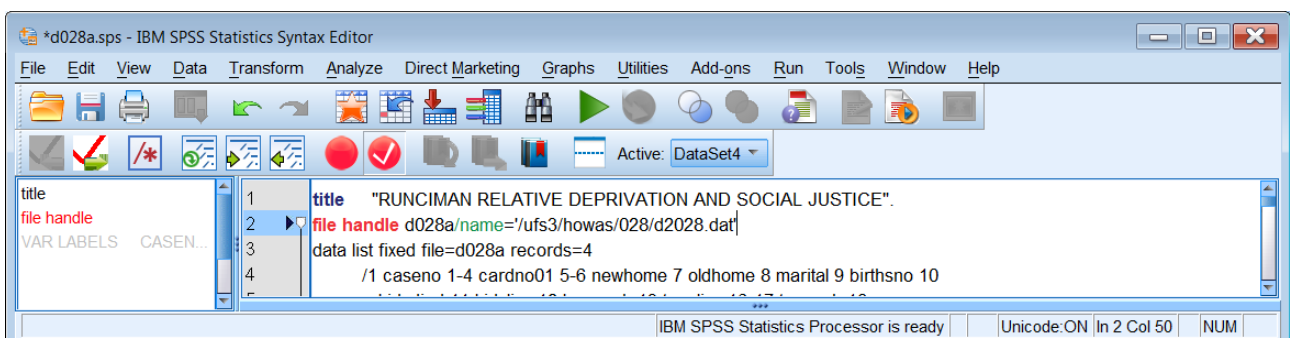 *d028a.sps - IBM SPSS Statistics Syntax Editor
File Edit View Data Transform Analyze Direct Marketing Graphs Utilities Add-ons Run Tools Window Help
/* Active: DataSet4
title
file handle
VAR LABELS CASEN...
1 title "RUNCIMAN RELATIVE DEPRIVATION AND SOCIAL JUSTICE".
2 file handle d028a/name='/ufs3/howas/028/d2028.dat'
3 data list fixed file=d028a records=4
4 /1 caseno 1-4 cardno01 5-6 newhome 7 oldhome 8 marital 9 birthsno 10
IBM SPSS Statistics Processor is ready Unicode:ON In 2 Col 50 NUM